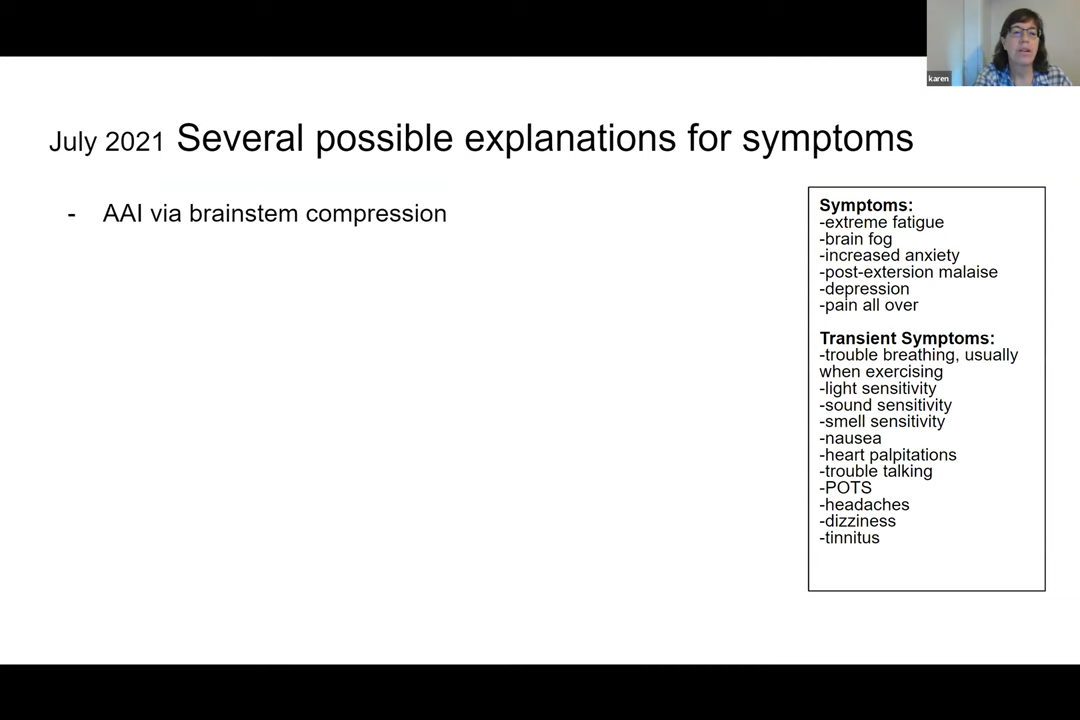 karen
July 2021 Several possible explanations for symptoms
- AAI via brainstem compression
Symptoms:
-extreme fatigue
-brain fog
-increased anxiety
-post-extersion malaise
-depression
-pain all over
Transient Symptoms:
-trouble breathing, usually
when exercising
-light sensitivity
-sound sensitivity
-smell sensitivity
-nausea
-heart palpitations
-trouble talking
-POTS
-headaches
-dizziness
-tinnitus